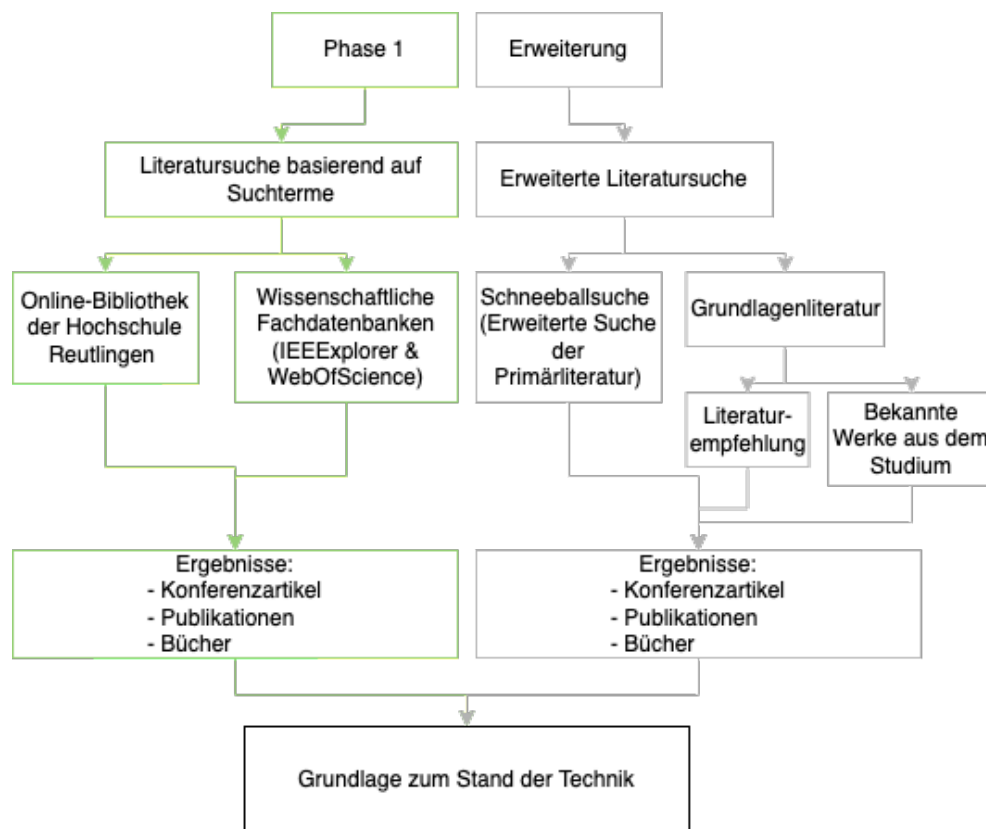 Phase 1
Erweiterung
Literatursuche basierend auf
Suchterme
Erweiterte Literatursuche
Online-Bibliothek
der Hochschule
Reutlingen
Wissenschaftliche
Fachdatenbanken
(IEEExplorer &
WebOfScience)
Schneeballsuche
(Erweiterte Suche
der
Primärliteratur)
Grundlagenliteratur
Literatur-
empfehlung
Bekannte
Werke aus dem
Studium
Ergebnisse:
- Konferenzartikel
- Publikationen
- Bücher
Ergebnisse:
- Konferenzartikel
- Publikationen
- Bücher
Grundlage zum Stand der Technik